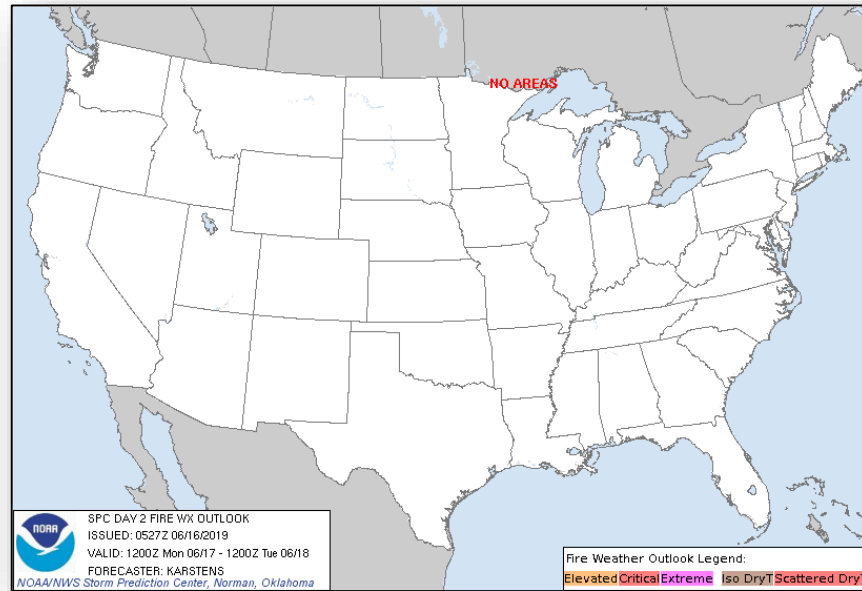 NO AREAS
NOAA
SPC DAY 2 FIRE WX OUTLOOK
ISSUED: 0527Z 06/16/2019
VALID: 1200Z Mon 06/17 - 1200Z Tue 06/18
FORECASTER: KARSTENS
NOAA/NWS Storm Prediction Center, Norman, Oklahoma
Fire Weather Outlook Legend:
Elevated Critical Extreme Iso DryT Scattered DryT